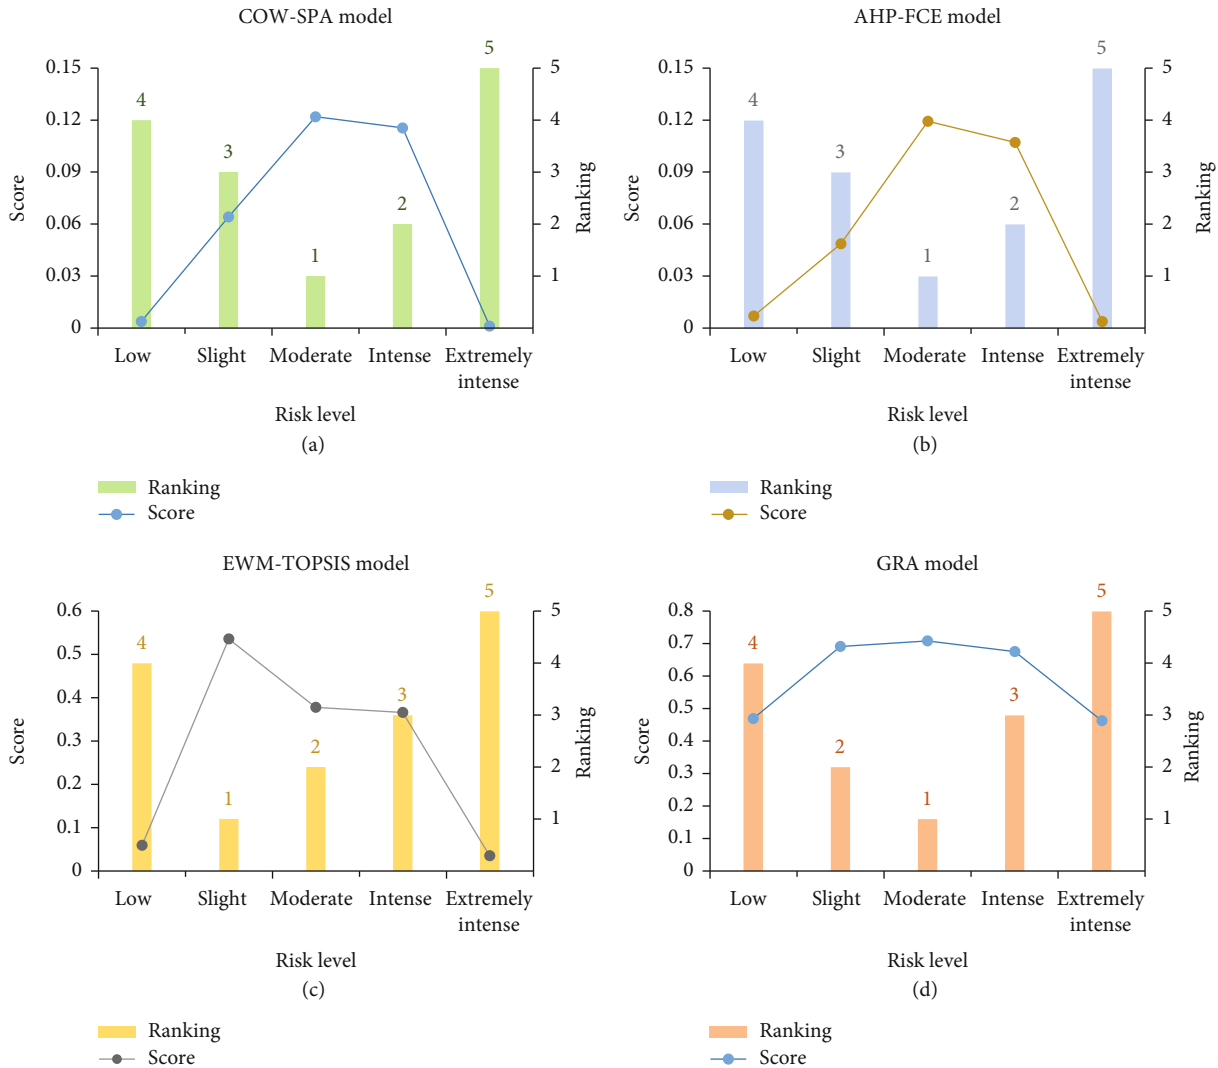 COW-SPA model
5
0.15
5
4
0.12
4
3
0.09
3
2
0.06
2
1
0.03
1
0
Score
Ranking
Low
Slight
Moderate
Intense
Extremely
intense
Risk level
(a)
Ranking
Score
AHP-FCE model
5
0.15
5
4
0.12
4
3
0.09
3
2
0.06
2
1
0.03
1
0
Score
Ranking
Low
Slight
Moderate
Intense
Extremely
intense
Risk level
(b)
Ranking
Score
EWM-TOPSIS model
5
0.6
5
4
0.5
4
0.4
3
3
0.3
2
2
0.2
1
1
0.1
0
Score
Ranking
Low
Slight
Moderate
Intense
Extremely
intense
Risk level
(c)
Ranking
Score
GRA model
5
0.8
5
4
0.7
4
0.6
3
0.5
3
0.4
2
2
0.3
1
0.2
1
0.1
0
Score
Ranking
Low
Slight
Moderate
Intense
Extremely
intense
Risk level
(d)
Ranking
Score